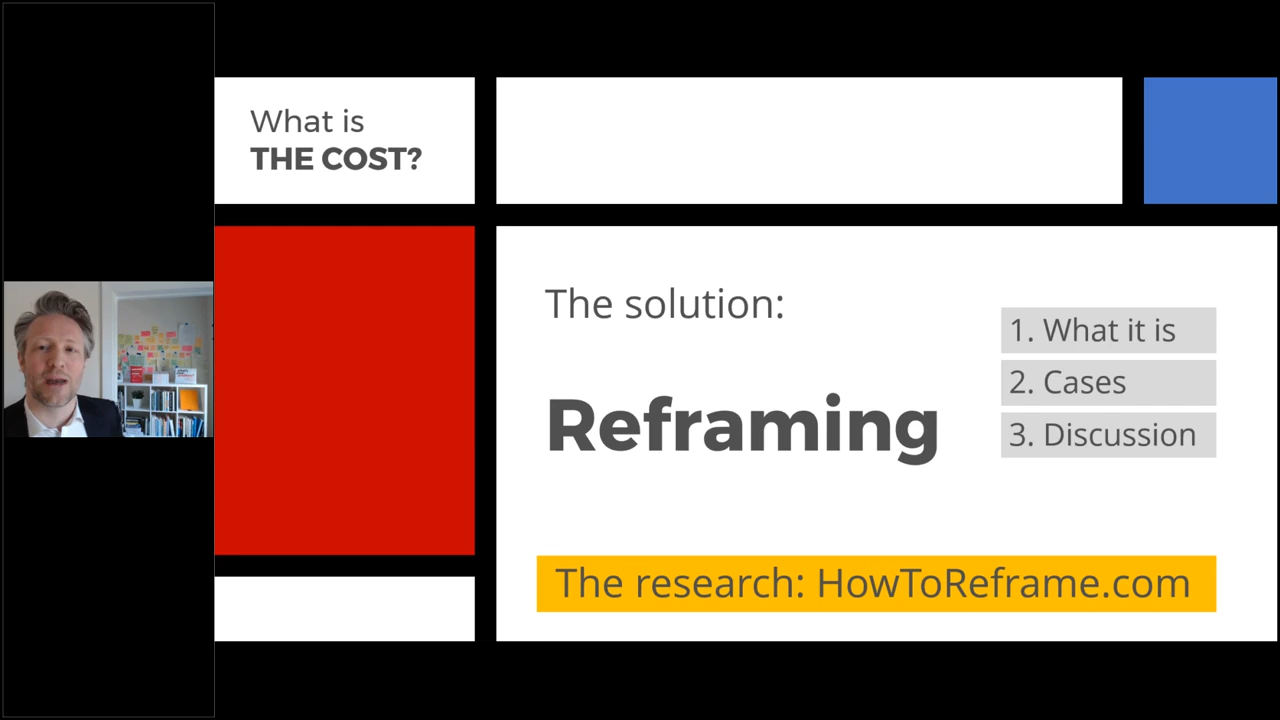 What is
THE COST?
The solution:
Reframing
1. What it is
2. Cases
3. Discussion
The research: HowToReframe.com